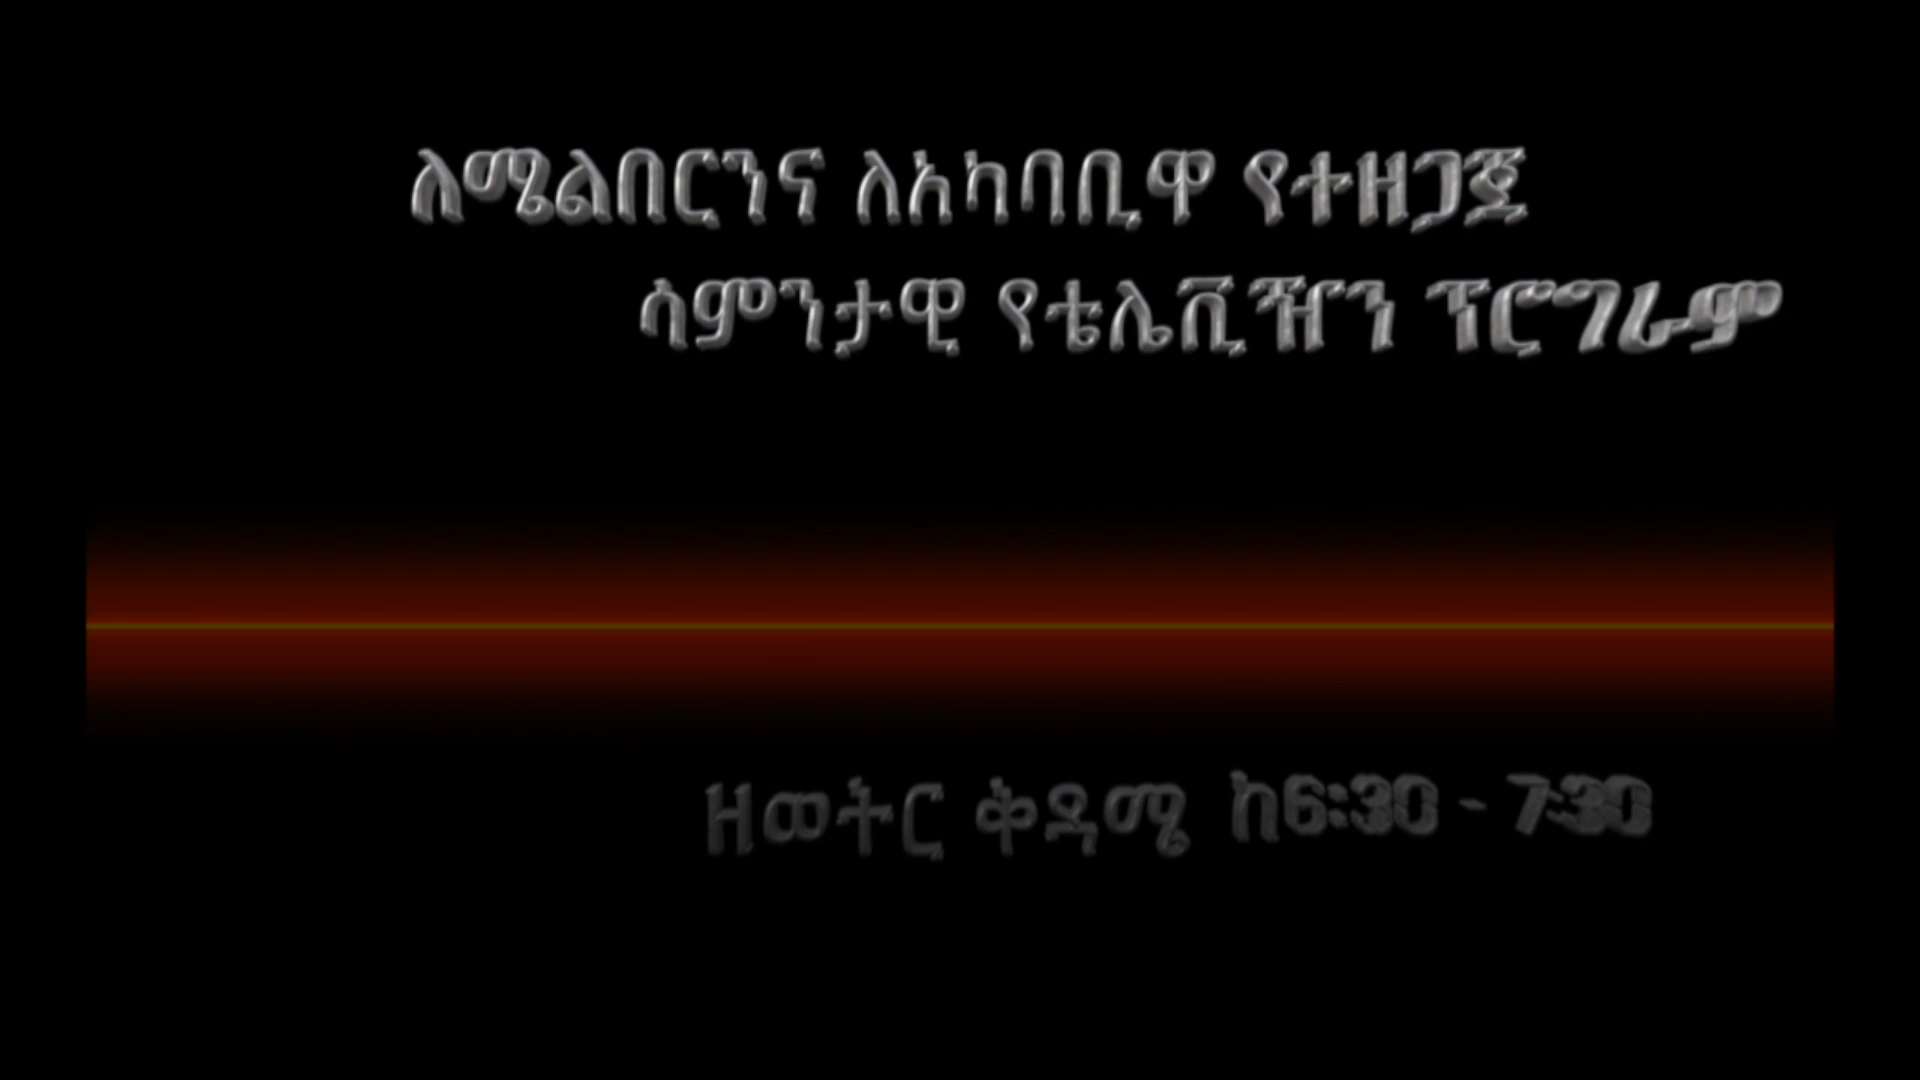 ለሜልበርንና ለአካባቢዋ የተዘጋጀ
ሳምንታዊ የቴሌቪዥን ፕሮግራም
ዘወትር ቅዳሜ ከ6:30 - 7:30